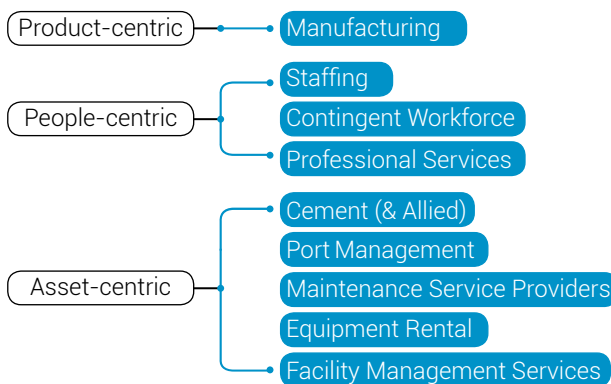 Product-centric
Manufacturing
People-centric
Staffing
Contingent Workforce
Professional Services
Asset-centric
Cement (& Allied)
Port Management
Maintenance Service Providers
Equipment Rental
Facility Management Services